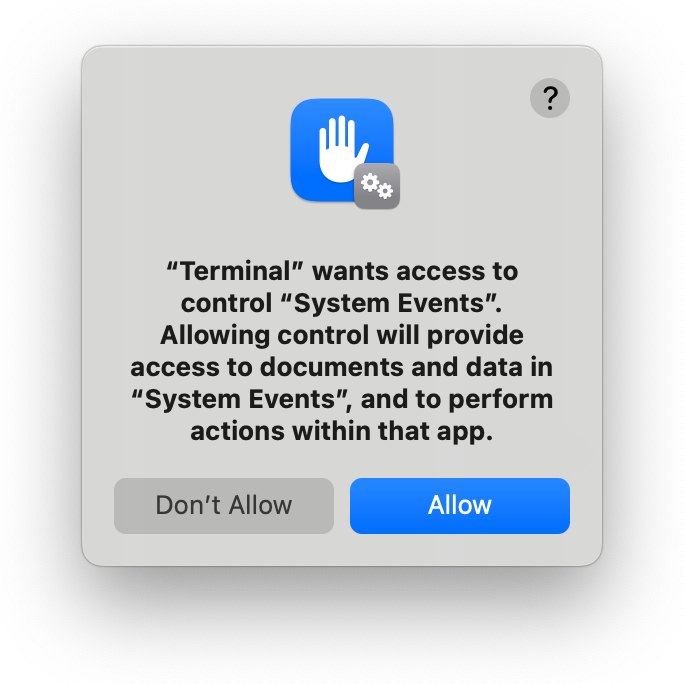 ?
“Terminal” wants access to
control “System Events”.
Allowing control will provide
access to documents and data in
“System Events”, and to perform
actions within that app.
Don’t Allow
Allow